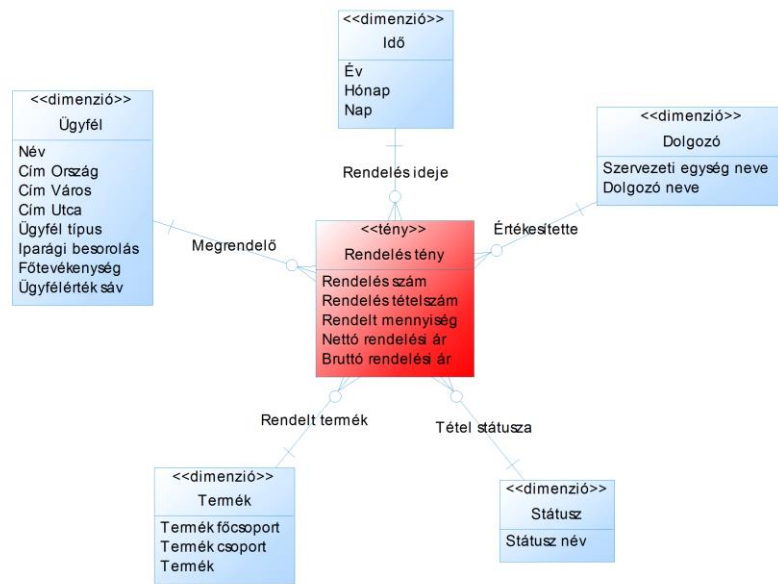 <<dimenzió>>
Idő
Év
Hónap
Nap
<<dimenzió>>
Ügyfél
Név
Cím Ország
Cím Város
Cím Utca
Ügyfél típus
Iparági besorolás
Főtevékenység
Ügyfélérték sáv
<<dimenzió>>
Dolgozó
Szervezeti egység neve
Dolgozó neve
Rendelés ideje
Megrendelő
Értékesítette
<<tény>>
Rendelés tény
Rendelés szám
Rendelés tételszám
Rendelt mennyiség
Nettó rendelési ár
Bruttó rendelési ár
Rendelt termék
Tétel státusza
<<dimenzió>>
Termék
Termék főcsoport
Termék csoport
Termék
<<dimenzió>>
Státusz
Státusz név